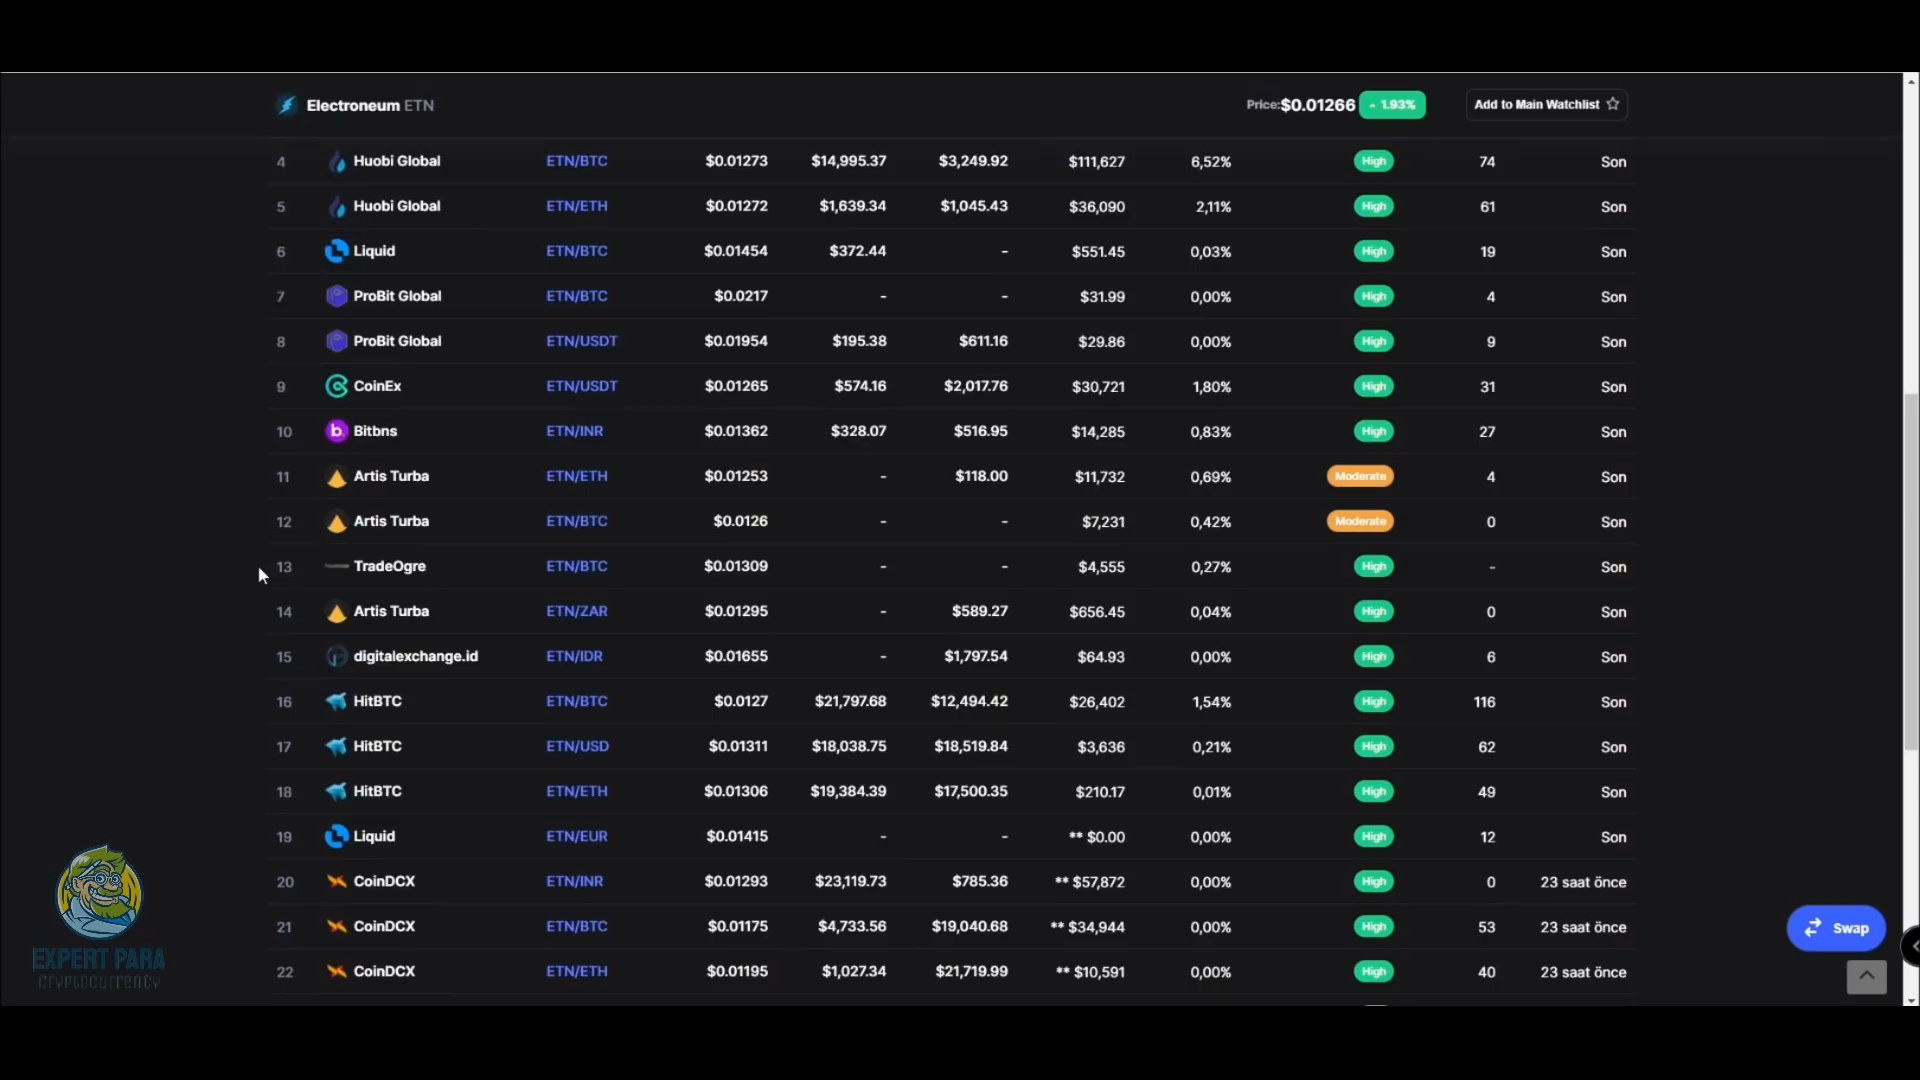 Electroneum ETN Price:$0.01266 - 1.93% Add to Main Watchlist
4 Huobi Global ETN/BTC $0.01273 $14,995.37 $3,249.92 $111,627 6,52% High 74 Son
5 Huobi Global ETN/ETH $0.01272 $1,639.34 $1,045.43 $36,090 2,11% High 61 Son
6 Liquid ETN/BTC $0.01454 $372.44 - $551.45 0,03% High 19 Son
7 ProBit Global ETN/BTC $0.0217 - - $31.99 0,00% High 4 Son
8 ProBit Global ETN/USDT $0.01954 $195.38 $611.16 $29.86 0,00% High 9 Son
9 CoinEx ETN/USDT $0.01265 $574.16 $2,017.76 $30,721 1,80% High 31 Son
10 b Bitbns ETN/INR $0.01362 $328.07 $516.95 $14,285 0,83% High 27 Son
11 Artis Turba ETN/ETH $0.01253 - $118.00 $11,732 0,69% Moderate 4 Son
12 Artis Turba ETN/BTC $0.0126 - - $7,231 0,42% Moderate 0 Son
13 TradeOgre ETN/BTC $0.01309 - - $4,555 0,27% High - Son
14 Artis Turba ETN/ZAR $0.01295 - $589.27 $656.45 0,04% High 0 Son
15 digitalexchange.id ETN/IDR $0.01655 - $1,797.54 $64.93 0,00% High 6 Son
16 HitBTC ETN/BTC $0.0127 $21,797.68 $12,494.42 $26,402 1,54% High 116 Son
17 HitBTC ETN/USD $0.01311 $18,038.75 $18,519.84 $3,636 0,21% High 62 Son
18 HitBTC ETN/ETH $0.01306 $19,384.39 $17,500.35 $210.17 0,01% High 49 Son
19 Liquid ETN/EUR $0.01415 - - ** $0.00 0,00% High 12 Son
20 CoinDCX ETN/INR $0.01293 $23,119.73 $785.36 ** $57,872 0,00% High 0 23 saat önce
21 CoinDCX ETN/BTC $0.01175 $4,733.56 $19,040.68 ** $34,944 0,00% High 53 23 saat önce
22 CoinDCX ETN/ETH $0.01195 $1,027.34 $21,719.99 ** $10,591 0,00% High 40 23 saat önce
Swap
EXPERT PARA
CRYPTOCURRENCY